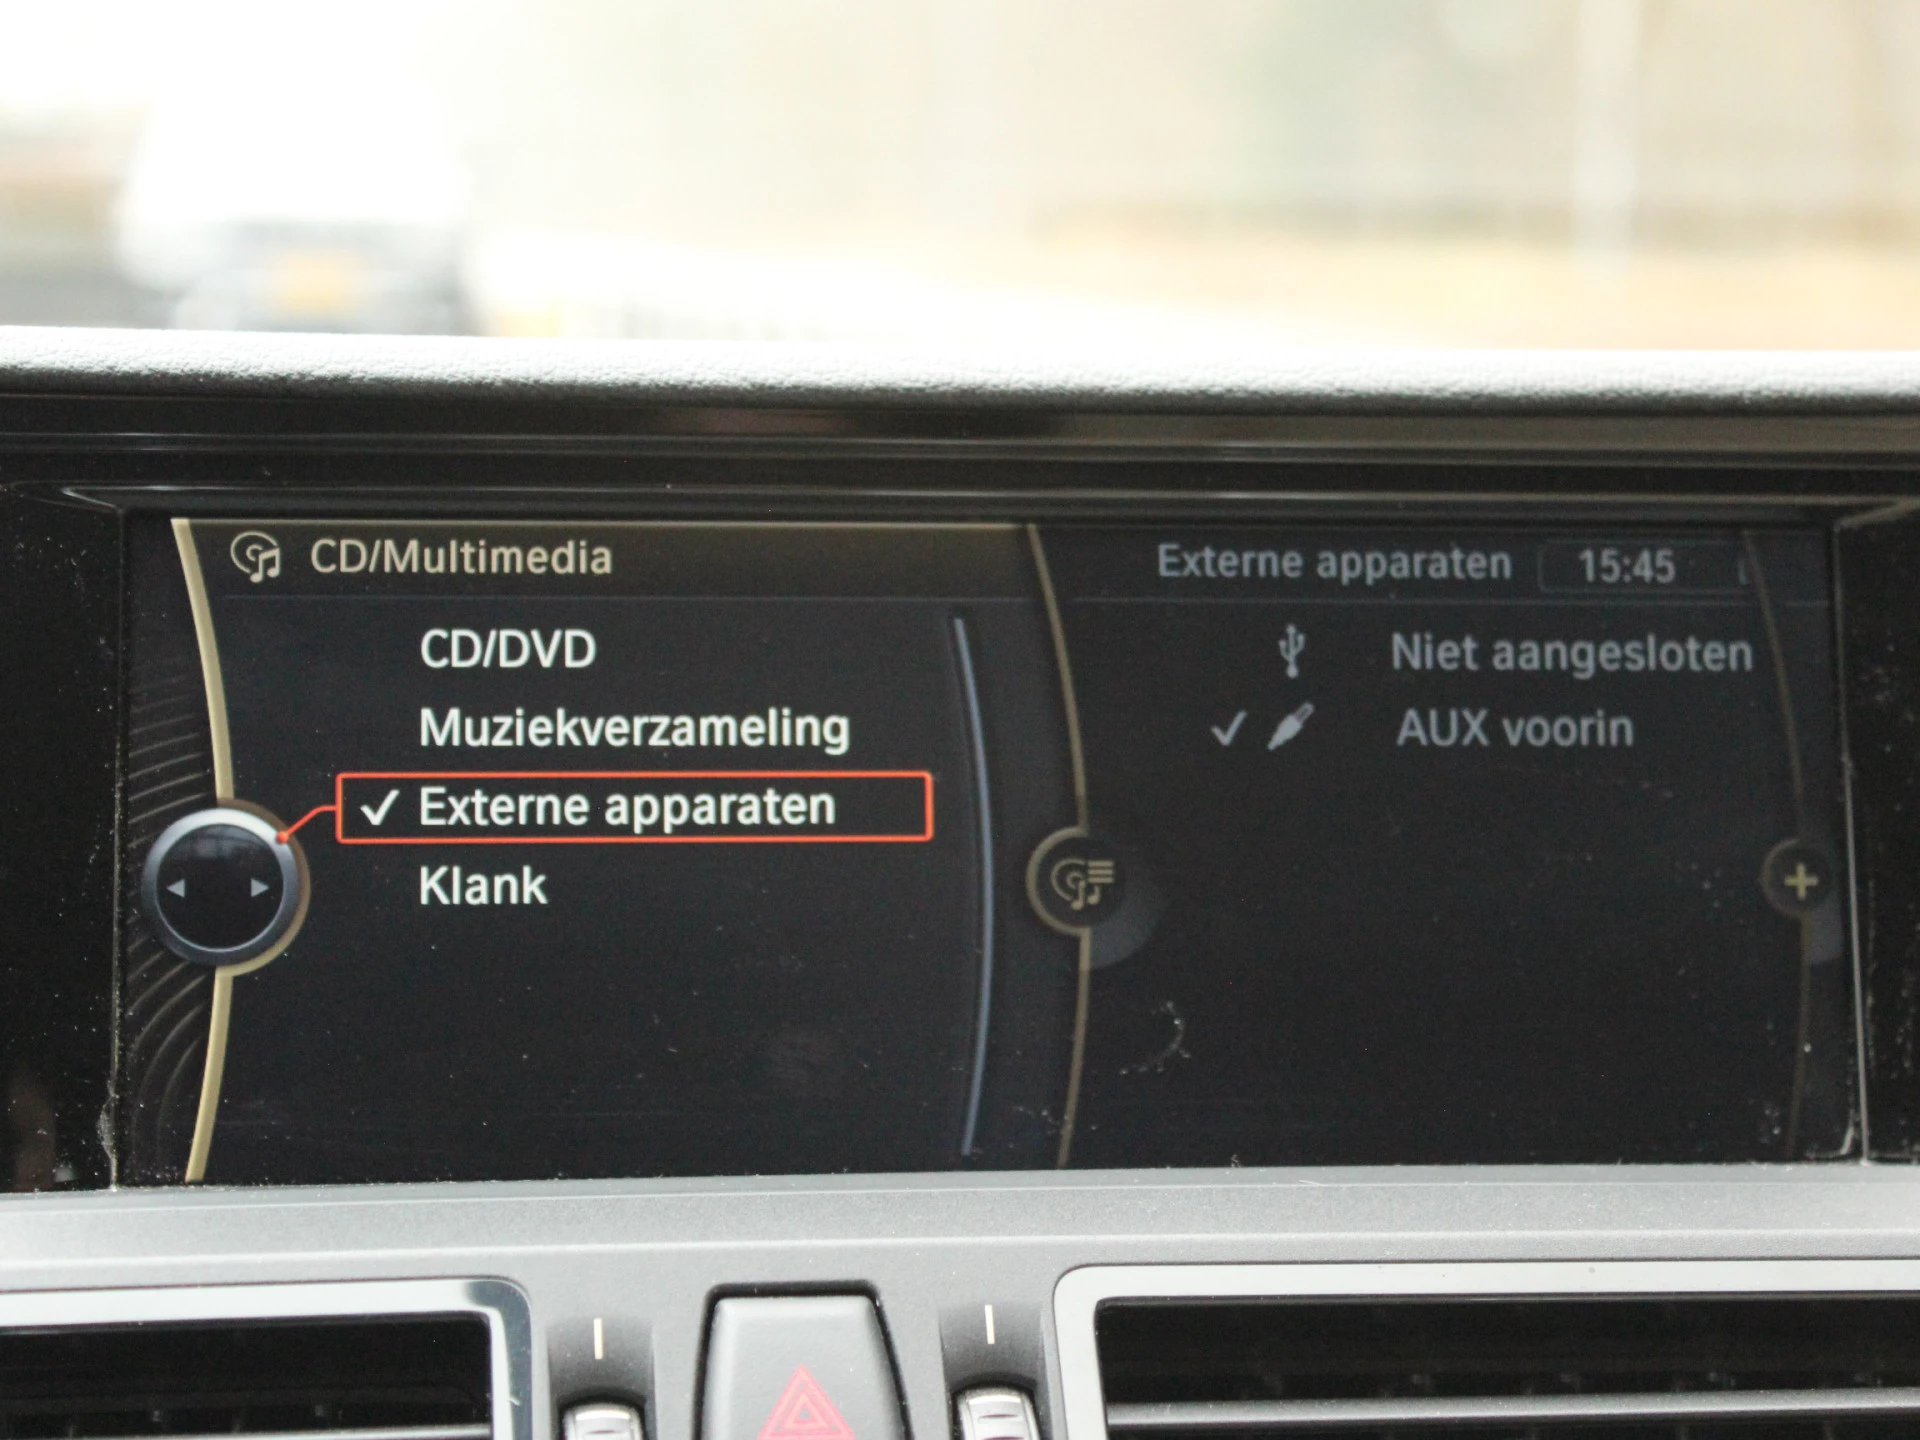 CD/Multimedia
CD/DVD
Muziekverzameling
Externe apparaten
Klank
Externe apparaten 15:45
Niet aangesloten
AUX voorin